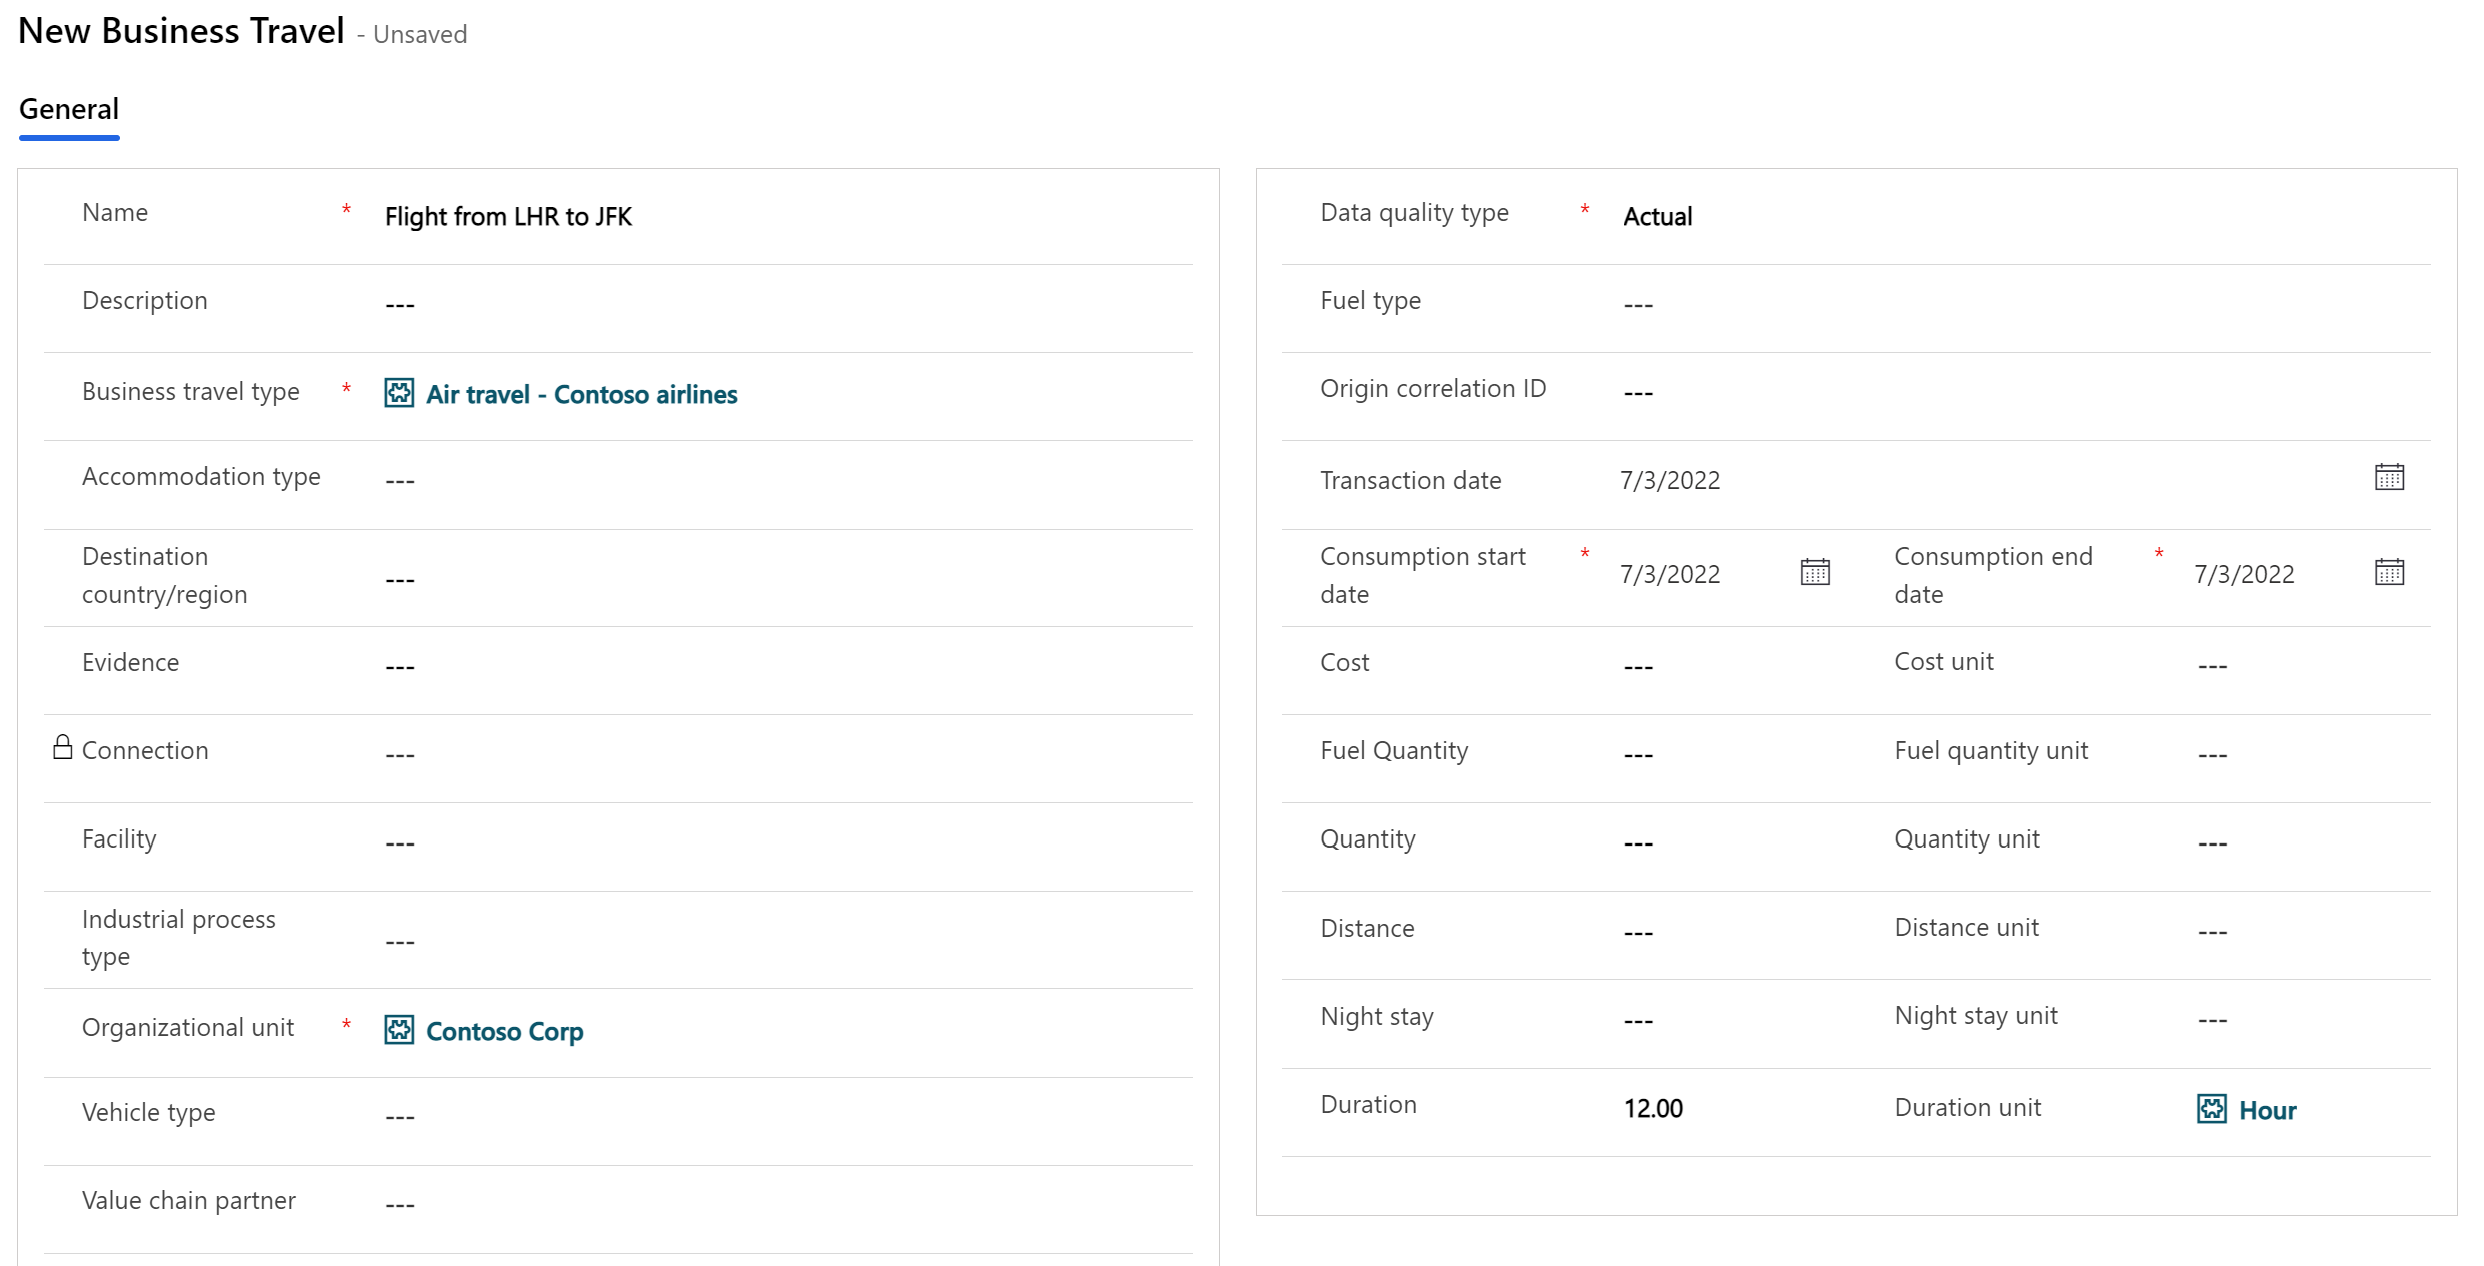 New Business Travel - Unsaved
General
Name * Flight from LHR to JFK
Description ---
Business travel type * Air travel - Contoso airlines
Accommodation type ---
Destination
country/region ---
Evidence ---
Connection ---
Facility ---
Industrial process
type ---
Organizational unit * Contoso Corp
Vehicle type ---
Value chain partner ---
Data quality type * Actual
Fuel type ---
Origin correlation ID ---
Transaction date 7/3/2022
Consumption start
date * 7/3/2022
Consumption end
date * 7/3/2022
Cost --- Cost unit ---
Fuel Quantity --- Fuel quantity unit ---
Quantity --- Quantity unit ---
Distance --- Distance unit ---
Night stay --- Night stay unit ---
Duration 12.00 Duration unit Hour